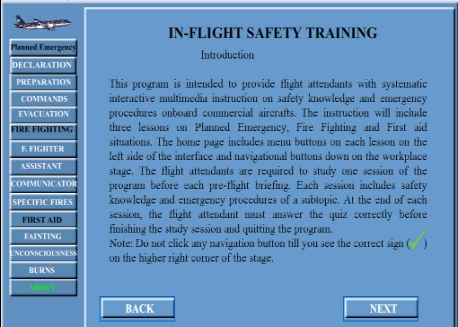 IN-FLIGHT SAFETY TRAINING
Introduction
This program is intended to provide flight attendants with systematic
interactive multimedia instruction on safety knowledge and emergency
procedures onboard commercial aircrafts. The instruction will include
three lessons on Planned Emergency, Fire Fighting and First aid
situations. The home page includes menu buttons on each lesson on the
left side of the interface and navigational buttons down on the workplace
stage. The flight attendants are required to study one session of the
program before each pre-flight briefing. Each session includes safety
knowledge and emergency procedures of a subtopic. At the end of each
session, the flight attendant must answer the quiz correctly before
finishing the study session and quitting the program.
Note: Do not click any navigation button till you see the correct sign (✓)
on the higher right corner of the stage.
Planned Emergency
DECLARATION
PREPARATION
COMMANDS
EVACUATION
FIRE FIGHTING
F. FIGHTER
ASSISTANT
COMMUNICATOR
SPECIFIC FIRES
FIRST AID
FAINTING
UNCONSCIOUSNESS
BURNS
ABOUT
BACK
NEXT